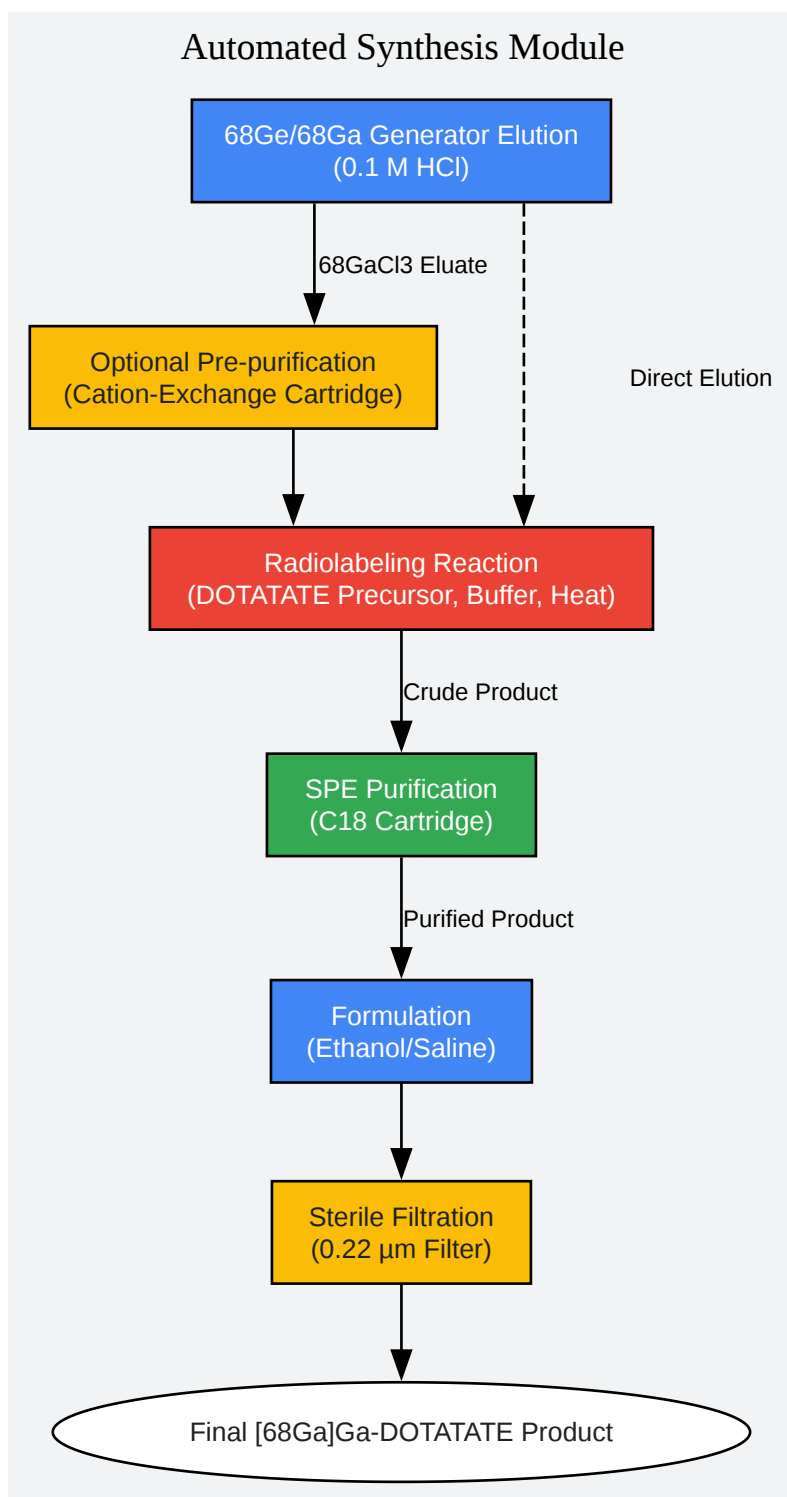 Automated Synthesis Module
68Ge/68Ga Generator Elution
(0.1 M HCl)
68GaCl3 Eluate
Optional Pre-purification
(Cation-Exchange Cartridge)
Direct Elution
Radiolabeling Reaction
(DOTATATE Precursor, Buffer, Heat)
Crude Product
SPE Purification
(C18 Cartridge)
Purified Product
Formulation
(Ethanol/Saline)
Sterile Filtration
(0.22 µm Filter)
Final [68Ga]Ga-DOTATATE Product